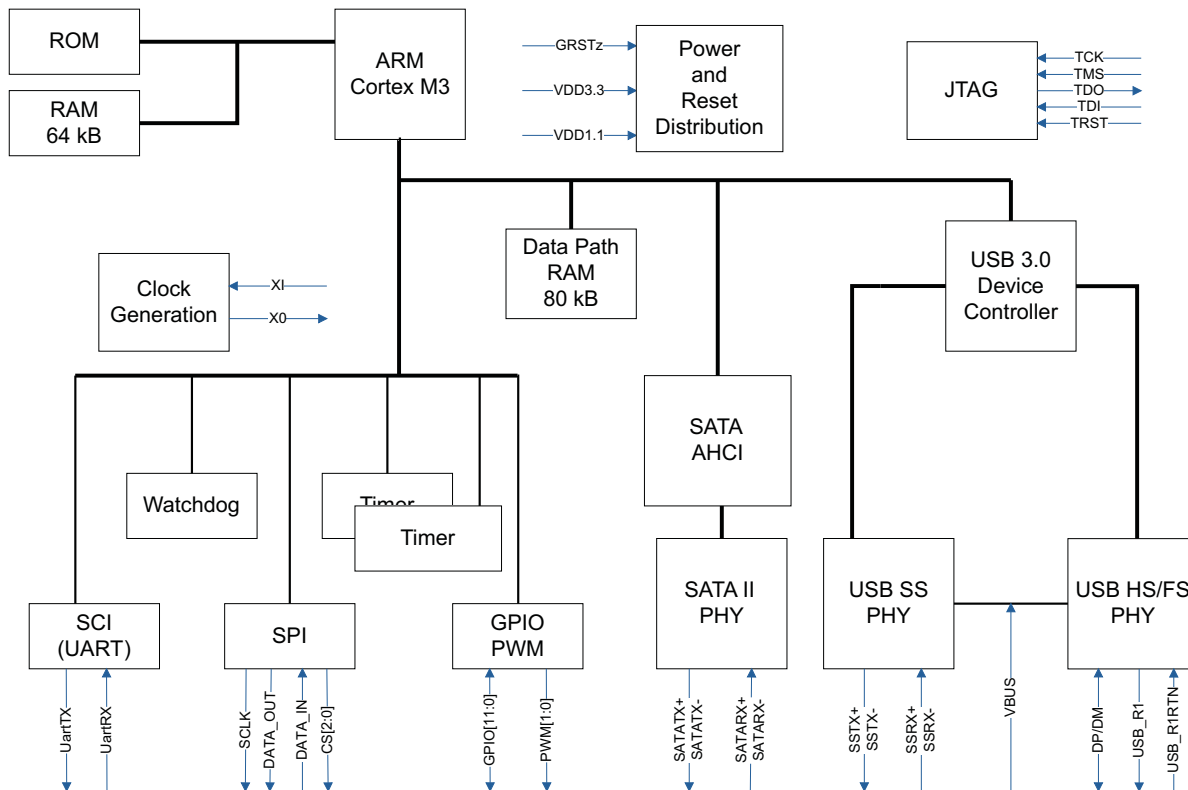 ROM
RAM
64 kB
ARM
Cortex M3
GRSTz
VDD3.3
VDD1.1
Power
and
Reset
Distribution
JTAG
TCK
TMS
TDO
TDI
TRST
Clock
Generation
XI
X0
Data Path
RAM
80 kB
USB 3.0
Device
Controller
SATA
AHCI
Watchdog
Timer
Timer
SCI
(UART)
SPI
GPIO
PWM
SATA II
PHY
USB SS
PHY
USB HS/FS
PHY
UartTX
UartRX
SCLK
DATA_OUT
DATA_IN
CS[2:0]
GPIO[11:0]
PWM[1:0]
SATATX+
SATATX-
SATARX+
SATARX-
SSTX+
SSTX-
SSRX+
SSRX-
VBUS
DP/DM
USB_R1
USB_R1RTN